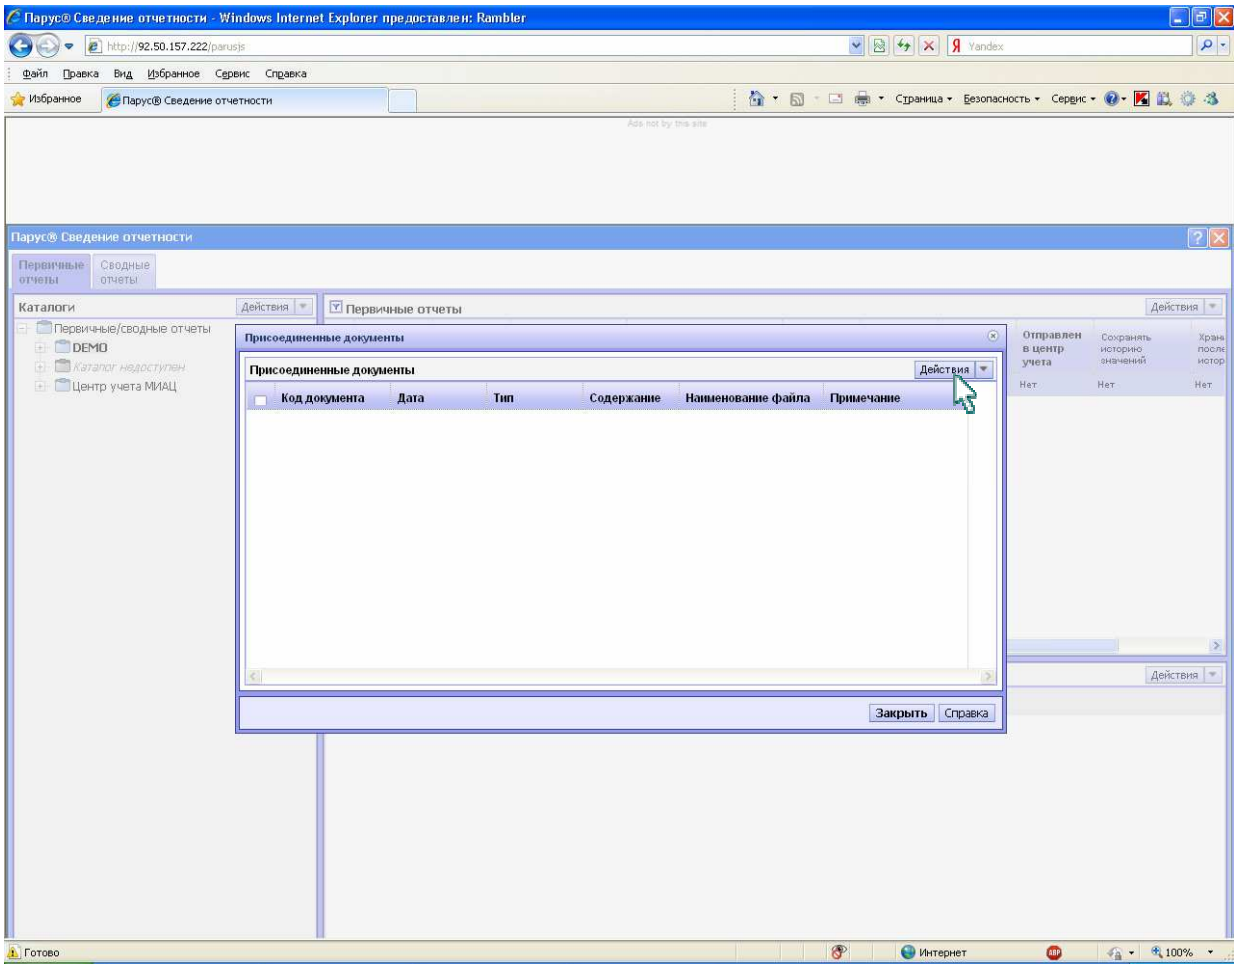 Парус® Сведение отчетности - Windows Internet Explorer предоставлен: Rambler
http://92.50.157.222/parusjs
Я Yandex
Файл Правка Вид Избранное Сервис Справка
Избранное Парус® Сведение отчетности Страница Безопасность Сервис
Ads not by this site
Парус® Сведение отчетности
Первичные отчеты
Сводные отчеты
Каталоги Действия
Первичные отчеты Действия
Первичные/сводные отчеты
DEMO
Каталог недоступен
Центр учета МИАЦ
Отправлен в центр учета
Сохранять историю значений
Хрань после истор
Нет Нет Нет
Присоединенные документы
Присоединенные документы Действия
Код документа Дата Тип Содержание Наименование файла Примечание
Закрыть Справка
Действия
Готово Интернет ABP 100%